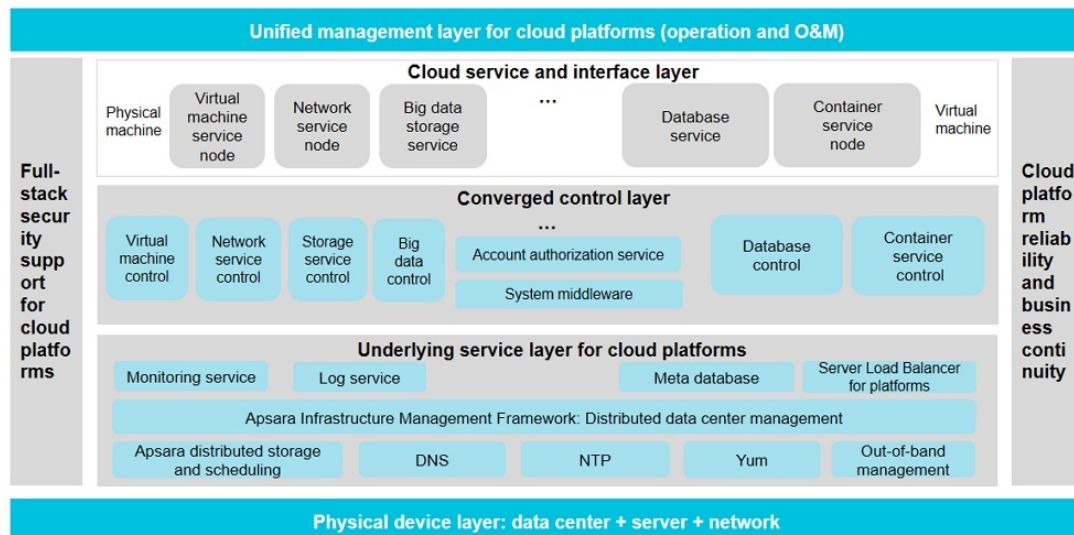 Unified management layer for cloud platforms (operation and O&M)
Full-
stack
secur
ity
supp
ort
for
cloud
platfo
rms
Cloud service and interface layer
Physical
machine
Virtual
machine
service
node
Network
service
node
Big data
storage
service
...
Database
service
Container
service
node
Virtual
machine
Converged control layer
Virtual
machine
control
Network
service
control
Storage
service
control
Big
data
control
...
Account authorization service
System middleware
Database
control
Container
service
control
Underlying service layer for cloud platforms
Monitoring service
Log service
Meta database
Server Load Balancer
for platforms
Apsara Infrastructure Management Framework: Distributed data center management
Apsara distributed storage
and scheduling
DNS
NTP
Yum
Out-of-band
management
Cloud
platfo
rm
reliab
ility
and
busin
ess
conti
nuity
Physical device layer: data center + server + network